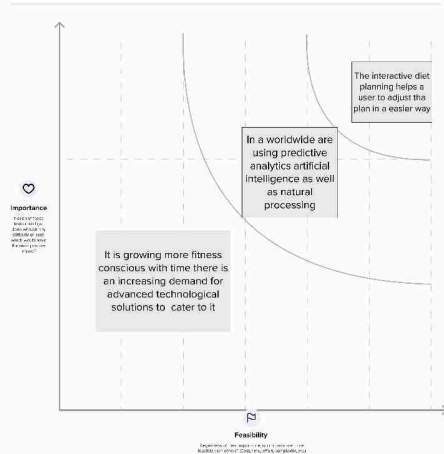 The interactive diet
planning helps a
user to adjust tha
plan in a easier way
In a worldwide are
using predictive
analytics artificial
intelligence as well
as natural
processing
Importance
It is growing more fitness
conscious with time there is
an increasing demand for
advanced technological
solutions to cater to it
Feasibility